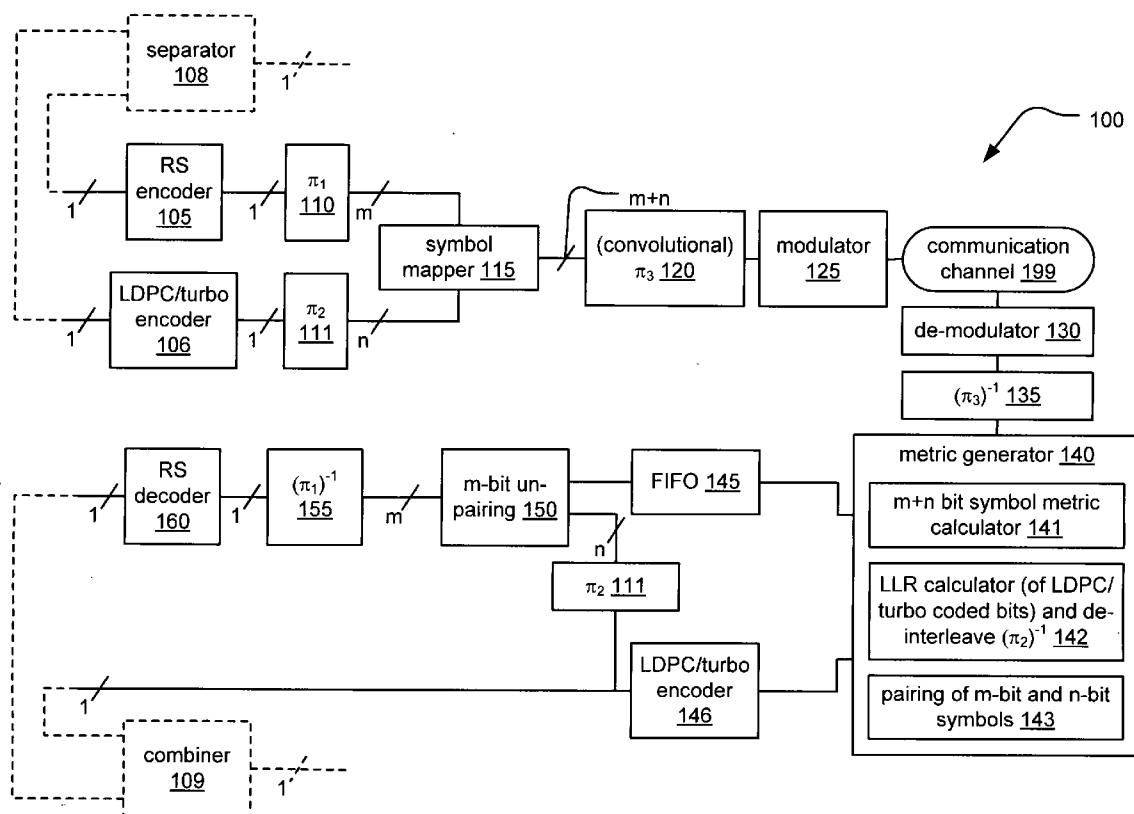 separator
108
1'
100
RS
encoder
105
1
1
π1
110
m
LDPC/turbo
encoder
106
1
1
π2
111
n
symbol
mapper 115
m+n
(convolutional)
π3 120
modulator
125
communication
channel 199
de-modulator 130
(π3)-1 135
metric generator 140
m+n bit symbol metric
calculator 141
LLR calculator (of LDPC/
turbo coded bits) and de-
interleave (π2)-1 142
pairing of m-bit and n-bit
symbols 143
RS
decoder
160
1
1
(π1)-1
155
m
m-bit un-
pairing 150
FIFO 145
n
π2 111
LDPC/turbo
encoder
146
1
combiner
109
1'